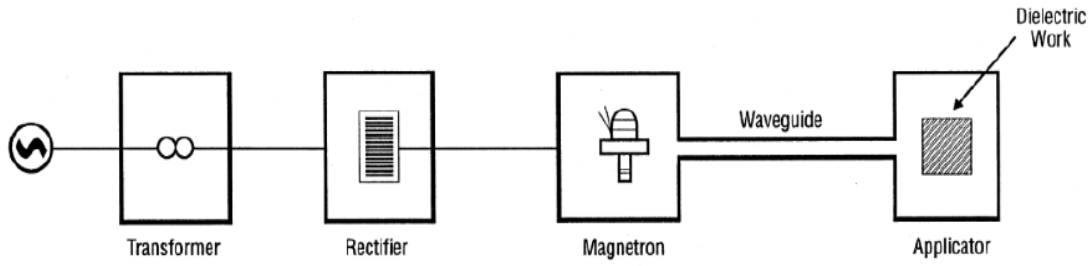 Dielectric
Work
Waveguide
Transformer
Rectifier
Magnetron
Applicator